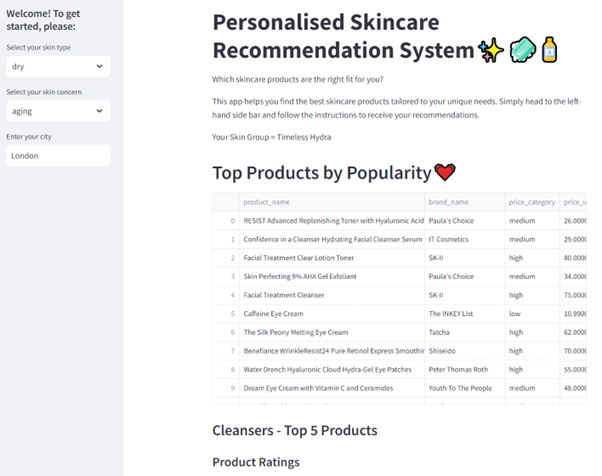 Welcome! To get
started, please:
Select your skin type
dry
Select your skin concern
aging
Enter your city
London
Personalised Skincare
Recommendation System
Which skincare products are the right fit for you?
This app helps you find the best skincare products tailored to your unique needs. Simply head to the left-
hand side bar and follow the instructions to receive your recommendations.
Your Skin Group = Timeless Hydra
Top Products by Popularity
product_name brand_name price_category price_u
0 RESIST Advanced Replenishing Toner with Hyaluronic Acid Paula's Choice medium 26.0000
1 Confidence in a Cleanser Hydrating Facial Cleanser Serum IT Cosmetics medium 29.0000
2 Facial Treatment Clear Lotion Toner SK-II high 80.0000
3 Skin Perfecting 8% AHA Gel Exfoliant Paula's Choice medium 34.0000
4 Facial Treatment Cleanser SK-II high 75.0000
5 Caffeine Eye Cream The INKEY List low 10.9900
6 The Silk Peony Melting Eye Cream Tatcha high 62.0000
7 Benefiance WrinkleResist24 Pure Retinol Express Smoothin Shiseido high 70.0000
8 Water Drench Hyaluronic Cloud Hydra-Gel Eye Patches Peter Thomas Roth high 55.0000
9 Dream Eye Cream with Vitamin C and Ceramides Youth To The People medium 48.0000
Cleansers - Top 5 Products
Product Ratings